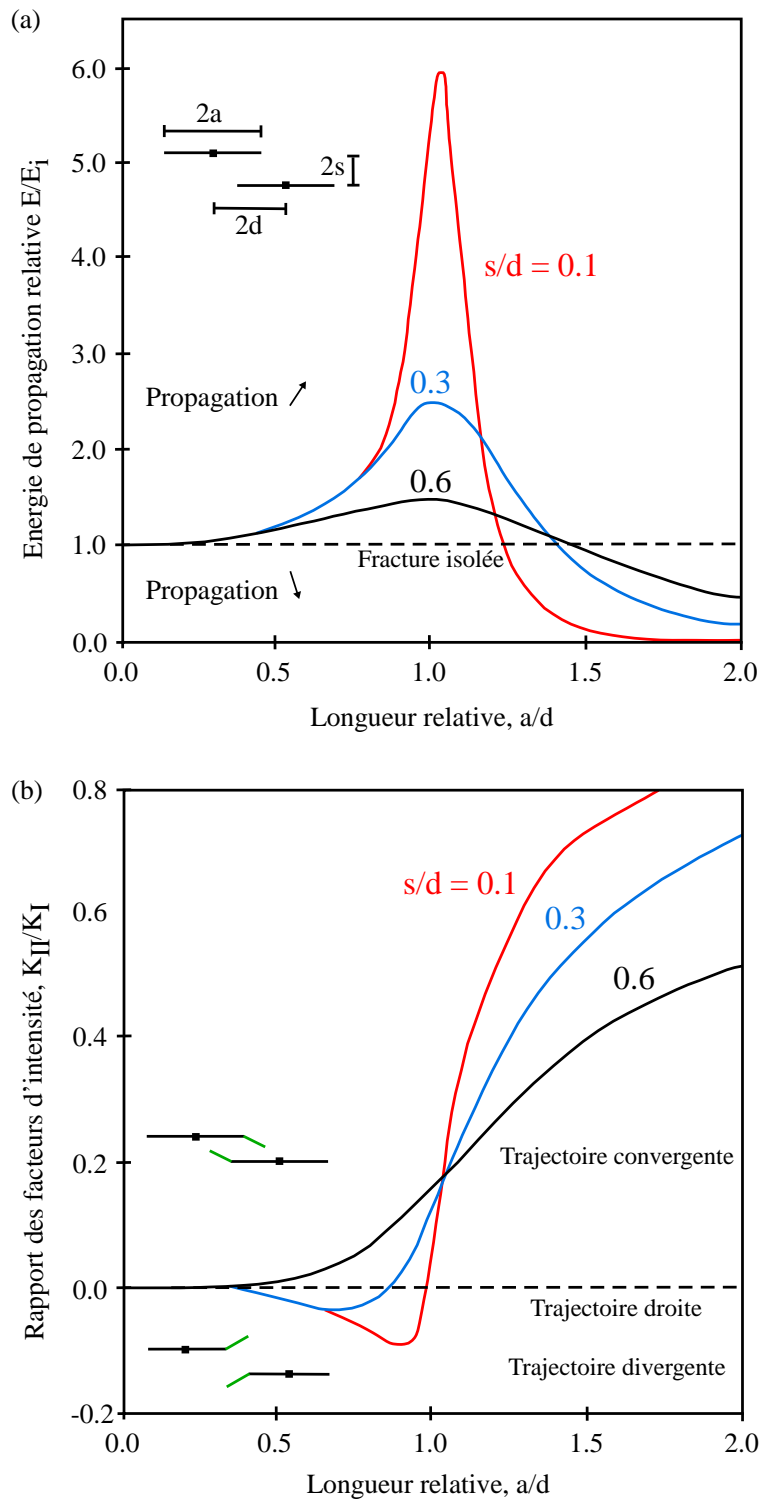 (a)
6.0
5.0
4.0
3.0
2.0
1.0
0.0
Energie de propagation relative E/Ei
2a
2s
2d
s/d = 0.1
0.3
0.6
Propagation
Fracture isolée
Propagation
0.0
0.5
1.0
1.5
2.0
Longueur relative, a/d
(b)
0.8
0.6
0.4
0.2
0.0
-0.2
Rapport des facteurs d'intensité, KII/KI
s/d = 0.1
0.3
0.6
Trajectoire convergente
Trajectoire droite
Trajectoire divergente
0.0
0.5
1.0
1.5
2.0
Longueur relative, a/d